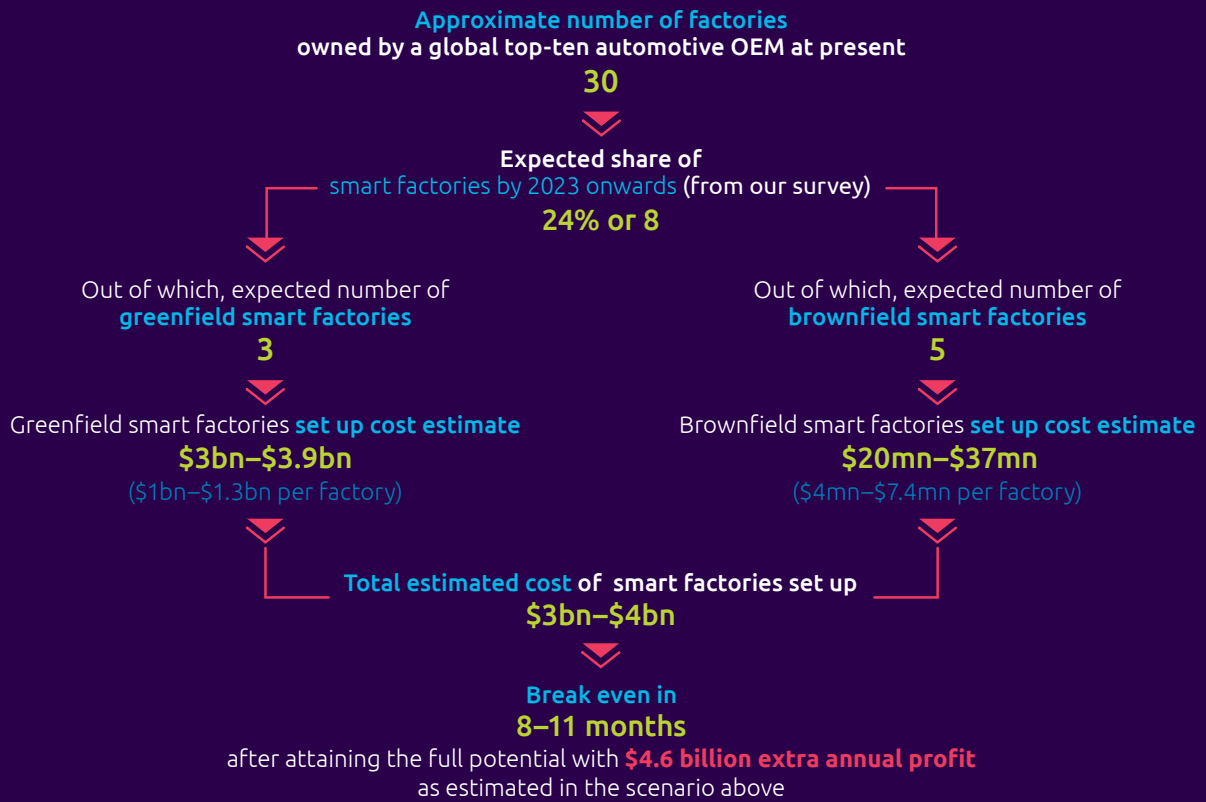 Approximate number of factories
owned by a global top-ten automotive OEM at present
30
Expected share of
smart factories by 2023 onwards (from our survey)
24% or 8
Out of which, expected number of
greenfield smart factories
3
Greenfield smart factories set up cost estimate
$3bn–$3.9bn
($1bn–$1.3bn per factory)
Out of which, expected number of
brownfield smart factories
5
Brownfield smart factories set up cost estimate
$20mn–$37mn
($4mn–$7.4mn per factory)
Total estimated cost of smart factories set up
$3bn–$4bn
Break even in
8–11 months
after attaining the full potential with $4.6 billion extra annual profit
as estimated in the scenario above